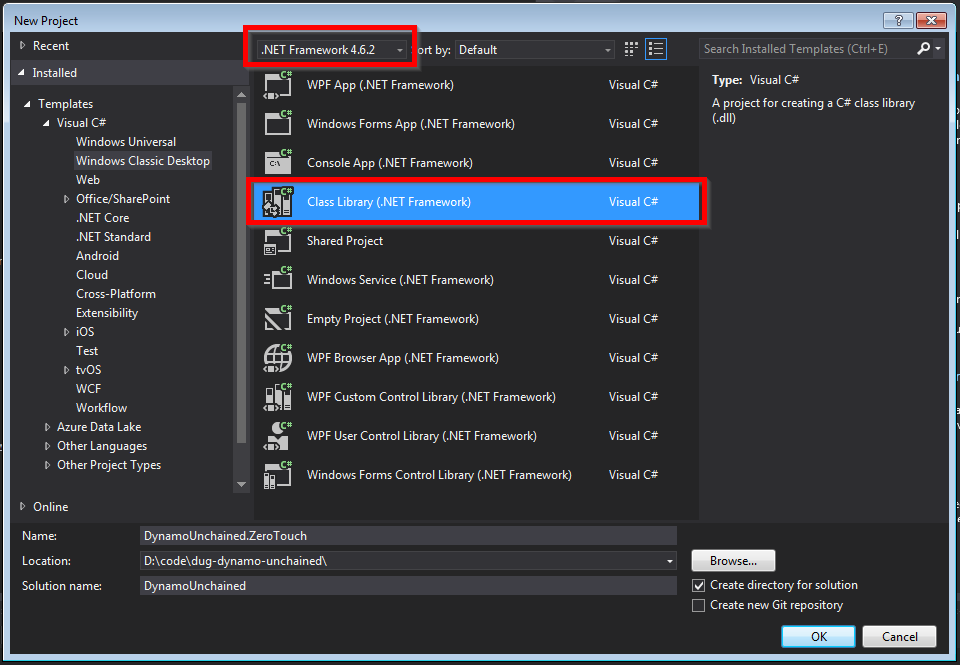 New Project
Recent
.NET Framework 4.6.2
ort by: Default
Search Installed Templates (Ctrl+E)
Installed
Templates
Visual C#
Windows Universal
Windows Classic Desktop
Web
Office/SharePoint
.NET Core
.NET Standard
Android
Cloud
Cross-Platform
Extensibility
iOS
Test
tvOS
WCF
Workflow
Azure Data Lake
Other Languages
Other Project Types
Online
WPF App (.NET Framework) Visual C#
Windows Forms App (.NET Framework) Visual C#
Console App (.NET Framework) Visual C#
Class Library (.NET Framework) Visual C#
Shared Project Visual C#
Windows Service (.NET Framework) Visual C#
Empty Project (.NET Framework) Visual C#
WPF Browser App (.NET Framework) Visual C#
WPF Custom Control Library (.NET Framework) Visual C#
WPF User Control Library (.NET Framework) Visual C#
Windows Forms Control Library (.NET Framework) Visual C#
Type: Visual C#
A project for creating a C# class library
(.dll)
Name: DynamoUnchained.ZeroTouch
Location: D:\code\dug-dynamo-unchained\
Browse...
Solution name: DynamoUnchained
Create directory for solution
Create new Git repository
OK
Cancel